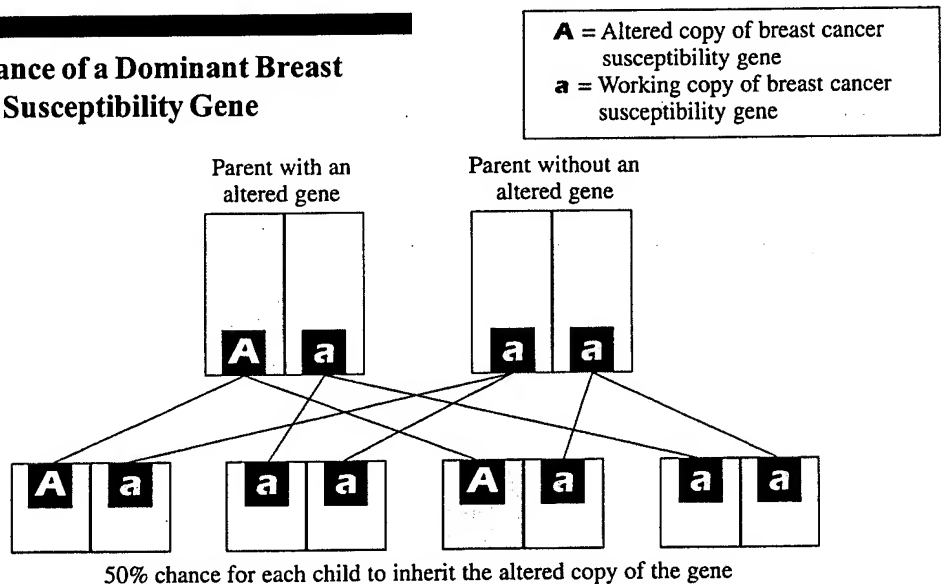 ance of a Dominant Breast
Susceptibility Gene
A = Altered copy of breast cancer
susceptibility gene
a = Working copy of breast cancer
susceptibility gene
Parent with an
altered gene
Parent without an
altered gene
A a a a
A a a a A a a a
50% chance for each child to inherit the altered copy of the gene